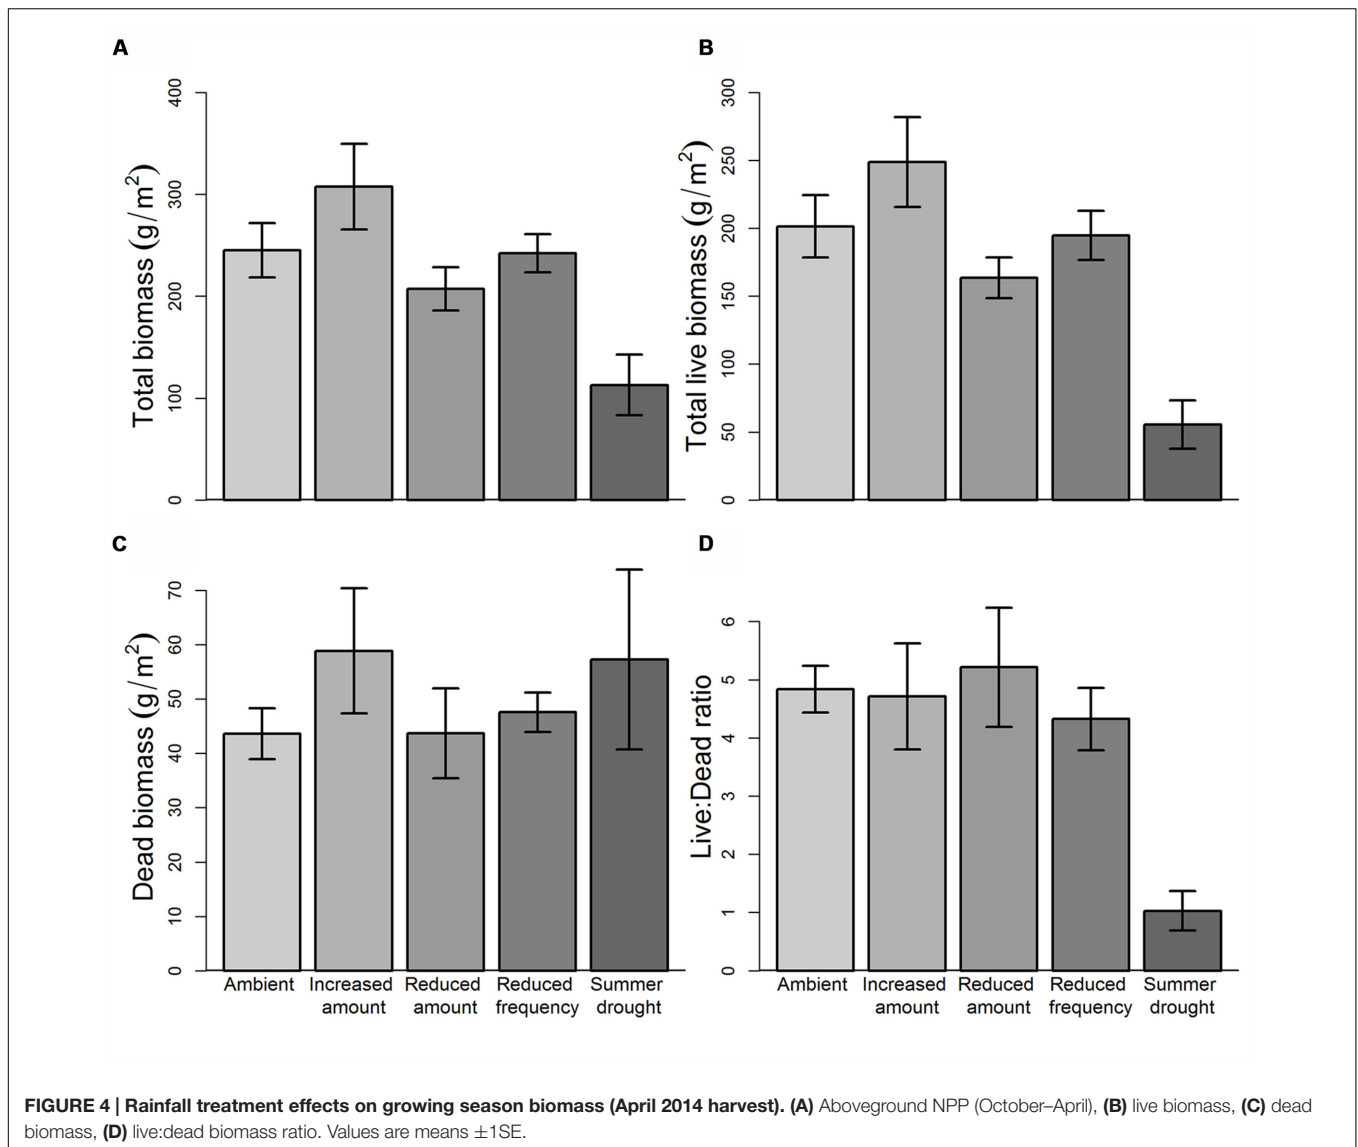 A
Total biomass (g/m²)
400
300
200
100
0
B
Total live biomass (g/m²)
300
250
200
150
100
50
0
C
Dead biomass (g/m²)
70
60
50
40
30
20
10
0
Ambient Increased Reduced Reduced Summer
amount amount frequency drought
D
Live:Dead ratio
6
5
4
3
2
1
0
Ambient Increased Reduced Reduced Summer
amount amount frequency drought
FIGURE 4 | Rainfall treatment effects on growing season biomass (April 2014 harvest). (A) Aboveground NPP (October–April), (B) live biomass, (C) dead
biomass, (D) live:dead biomass ratio. Values are means ±1SE.